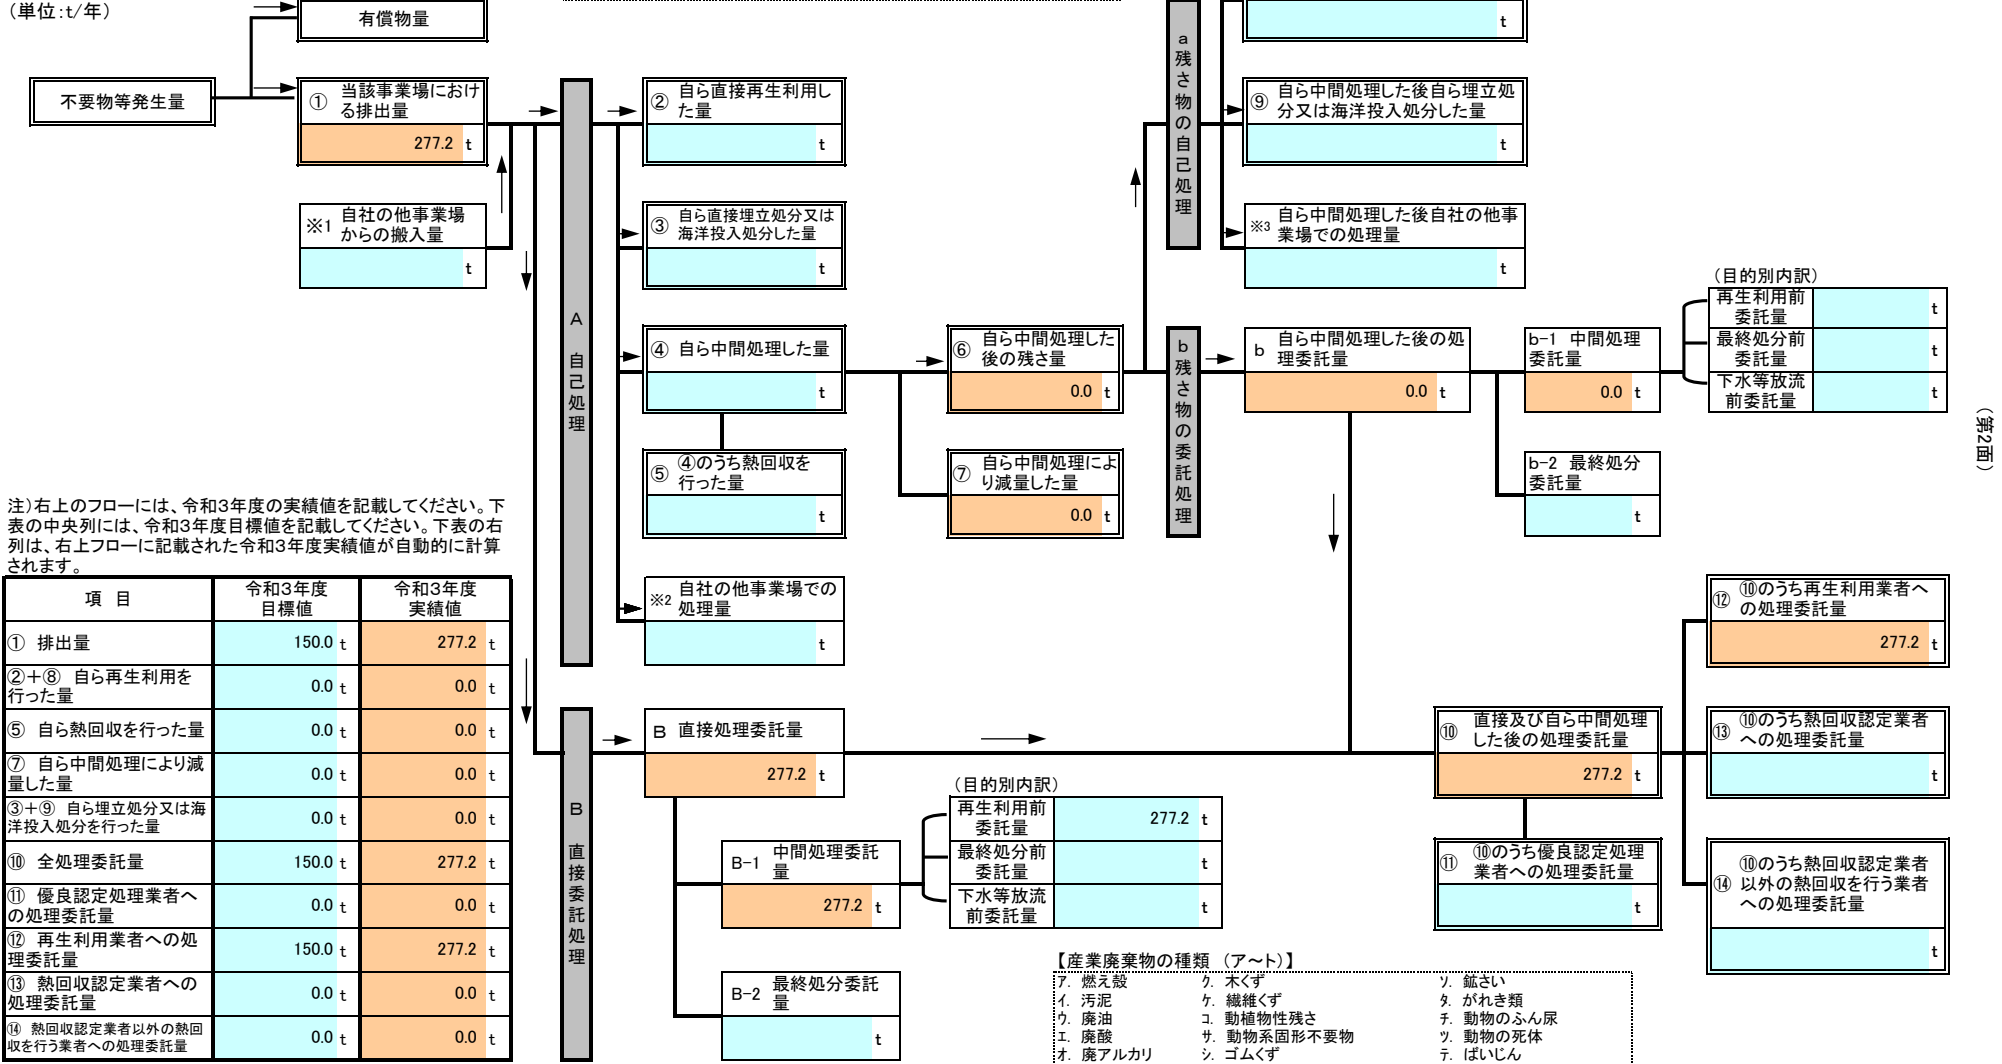 （単位:t/年）
有償物量
t
不要物等発生量
① 当該事業場におけ
る排出量
277.2 t
※1 自社の他事業場
からの搬入量
t
A
自己処理
② 自ら直接再生利用し
た量
t
③ 自ら直接埋立処分又は
海洋投入処分した量
t
④ 自ら中間処理した量
t
⑤ ④のうち熱回収を
行った量
t
※2 自社の他事業場での
処理量
t
⑥ 自ら中間処理した
後の残さ量
0.0 t
⑦ 自ら中間処理によ
り減量した量
0.0 t
a
残さ物の自己処理
⑨ 自ら中間処理した後自ら埋立処
分又は海洋投入処分した量
t
※3 自ら中間処理した後自社の他事
業場での処理量
t
b
残さ物の委託処理
b 自ら中間処理した後の処
理委託量
0.0 t
b-1 中間処理
委託量
0.0 t
b-2 最終処分
委託量
t
（目的別内訳）
再生利用前
委託量
t
最終処分前
委託量
t
下水等放流
前委託量
t
（第2面）
注）右上のフローには、令和3年度の実績値を記載してください。下
表の中央列には、令和3年度目標値を記載してください。下表の右
列は、右上フローに記載された令和3年度実績値が自動的に計算
されます。
項 目 令和3年度 令和3年度
目標値 実績値
① 排出量 150.0 t 277.2 t
②＋⑧ 自ら再生利用を
行った量 0.0 t 0.0 t
⑤ 自ら熱回収を行った量 0.0 t 0.0 t
⑦ 自ら中間処理により減
量した量 0.0 t 0.0 t
③＋⑨ 自ら埋立処分又は海
洋投入処分を行った量 0.0 t 0.0 t
⑩ 全処理委託量 150.0 t 277.2 t
⑪ 優良認定処理業者へ
の処理委託量 0.0 t 0.0 t
⑫ 再生利用業者への処
理委託量 150.0 t 277.2 t
⑬ 熱回収認定業者への
処理委託量 0.0 t 0.0 t
⑭ 熱回収認定業者以外の熱回
収を行う業者への処理委託量 0.0 t 0.0 t
B
直接委託処理
B 直接処理委託量
277.2 t
B-1 中間処理委託
量
277.2 t
B-2 最終処分委託
量
t
（目的別内訳）
再生利用前
委託量
277.2 t
最終処分前
委託量
t
下水等放流
前委託量
t
⑩ 直接及び自ら中間処理
した後の処理委託量
277.2 t
⑪ ⑩のうち優良認定処理
業者への処理委託量
t
⑫ ⑩のうち再生利用業者へ
の処理委託量
277.2 t
⑬ ⑩のうち熱回収認定業者
への処理委託量
t
⑭ ⑩のうち熱回収認定業者
以外の熱回収を行う業者
への処理委託量
t
【産業廃棄物の種類 （ア～ト）】
ｱ. 燃え殻 ｸ. 木くず ｿ. 鉱さい
ｲ. 汚泥 ｹ. 繊維くず ﾀ. がれき類
ｳ. 廃油 ｺ. 動植物性残さ ﾁ. 動物のふん尿
ｴ. 廃酸 ｻ. 動物系固形不要物 ﾂ. 動物の死体
ｵ. 廃アルカリ ｼ. ゴムくず ﾃ. ばいじん